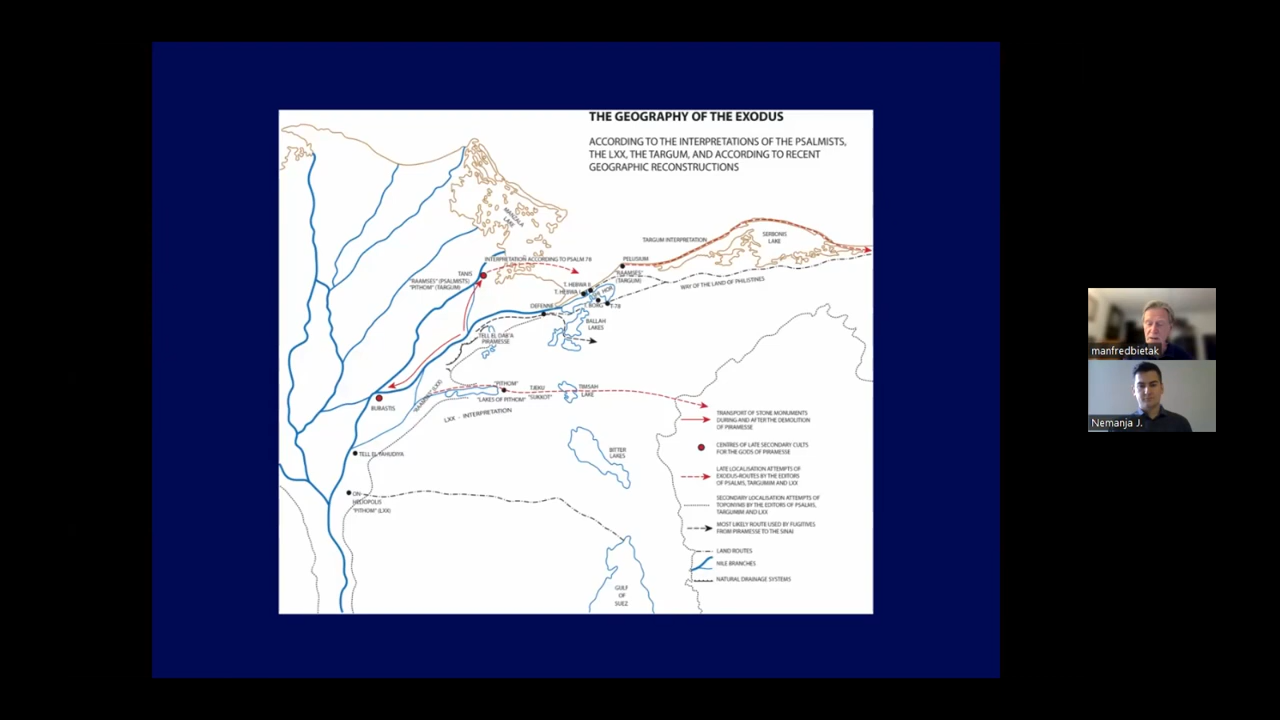 THE GEOGRAPHY OF THE EXODUS
ACCORDING TO THE INTERPRETATIONS OF THE PSALMISTS,
THE LXX, THE TARGUM, AND ACCORDING TO RECENT
GEOGRAPHIC RECONSTRUCTIONS
MANZALA
LAKE
TARGUM INTERPRETATION
SERBONIS
LAKE
INTERPRETATION ACCORDING TO PSALM 78
PELUSIUM
"RAAMSES"
(TARGUM)
TANIS
"RAAMSES" (PSALMISTS)
"PITHOM" (TARGUM)
T. HEBWA II
T. HEBWA I
HOR
BORG
T-78
WAY OF THE LAND OF PHILISTINES
DEFENNEH
BALLAH
LAKES
TELL EL DAB'A
PIRAMESSE
"RAAMSES" (LXX)
"PITHOM"
"LAKES OF PITHOM"
TJEKU
"SUKKOT"
TIMSAH
LAKE
BUBASTIS
LXX - INTERPRETATION
TELL EL YAHUDIYA
BITTER
LAKES
ON
HELIOPOLIS
"PITHOM" (LXX)
GULF
OF
SUEZ
TRANSPORT OF STONE MONUMENTS
DURING AND AFTER THE DEMOLITION
OF PIRAMESSE
CENTRES OF LATE SECONDARY CULTS
FOR THE GODS OF PIRAMESSE
LATE LOCALISATION ATTEMPTS OF
EXODUS-ROUTES BY THE EDITORS
OF PSALMS, TARGUMIM AND LXX
SECONDARY LOCALISATION ATTEMPTS OF
TOPONYMS BY THE EDITORS OF PSALMS,
TARGUMIM AND LXX
MOST LIKELY ROUTE USED BY FUGITIVES
FROM PIRAMESSE TO THE SINAI
LAND ROUTES
NILE BRANCHES
NATURAL DRAINAGE SYSTEMS
manfredbietak
Nemanja J.